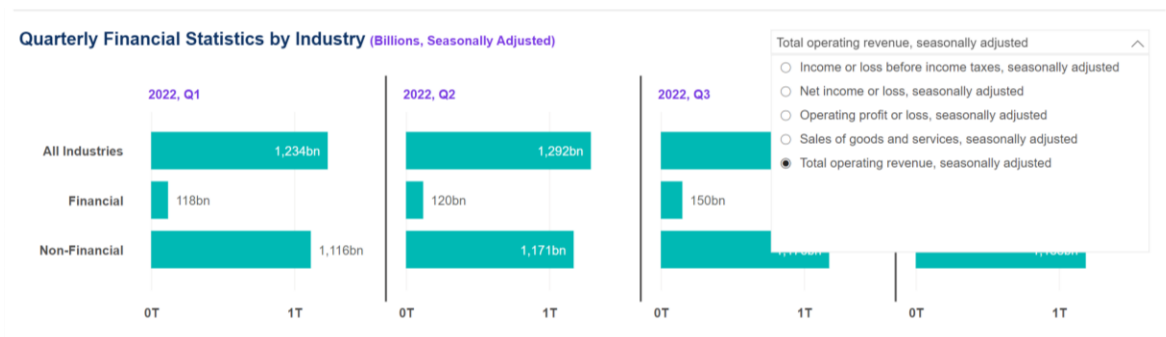 Quarterly Financial Statistics by Industry (Billions, Seasonally Adjusted)
Total operating revenue, seasonally adjusted
Income or loss before income taxes, seasonally adjusted
Net income or loss, seasonally adjusted
Operating profit or loss, seasonally adjusted
Sales of goods and services, seasonally adjusted
Total operating revenue, seasonally adjusted
2022, Q1
2022, Q2
2022, Q3
All Industries
1,234bn
1,292bn
Financial
118bn
120bn
150bn
Non-Financial
1,116bn
1,171bn
0T
1T
0T
1T
0T
1T
0T
1T